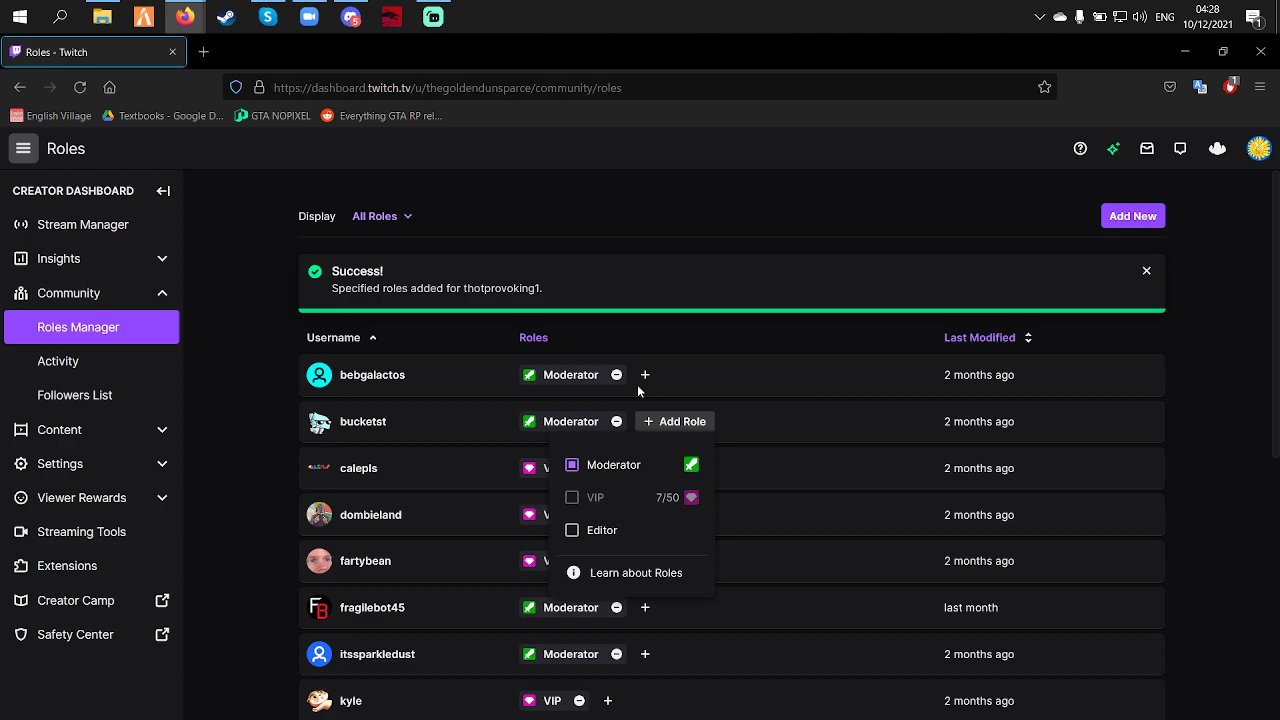 ENG
04:28
10/12/2021
5
1
Roles - Twitch
https://dashboard.twitch.tv/u/thegoldendunsparce/community/roles
1
English Village
Textbooks - Google D...
GTA NOPIXEL
Everything GTA RP rel...
Roles
CREATOR DASHBOARD
Stream Manager
Insights
Community
Roles Manager
Activity
Followers List
Content
Settings
Viewer Rewards
Streaming Tools
Extensions
Creator Camp
Safety Center
Display All Roles
Add New
Success!
Specified roles added for thotprovoking1.
Username Roles Last Modified
bebgalactos Moderator 2 months ago
bucketst Moderator + Add Role 2 months ago
calepls V 2 months ago
dombieland V 2 months ago
fartybean V 2 months ago
Moderator
VIP 7/50
Editor
Learn about Roles
FB fragilebot45 Moderator last month
itssparkledust Moderator 2 months ago
kyle VIP 2 months ago